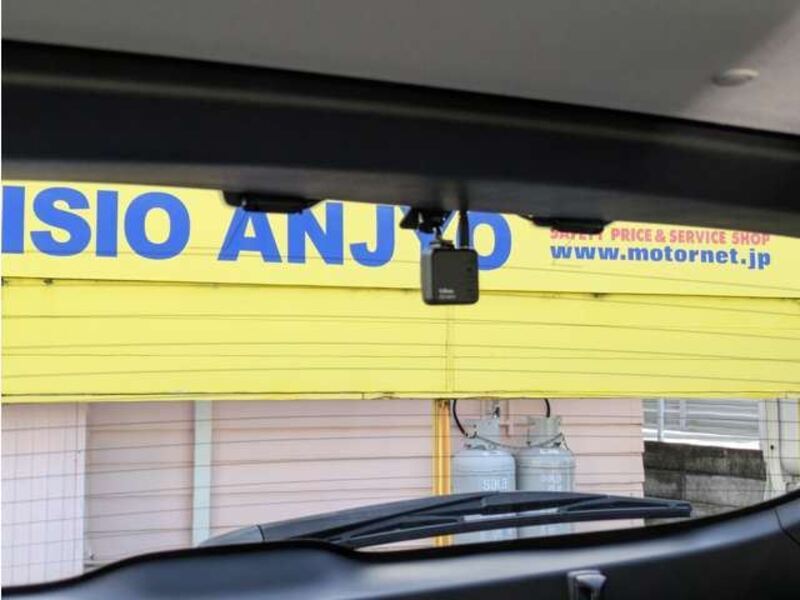 ISIO ANJYO
SAFETY PRICE & SERVICE SHOP
www.motornet.jp